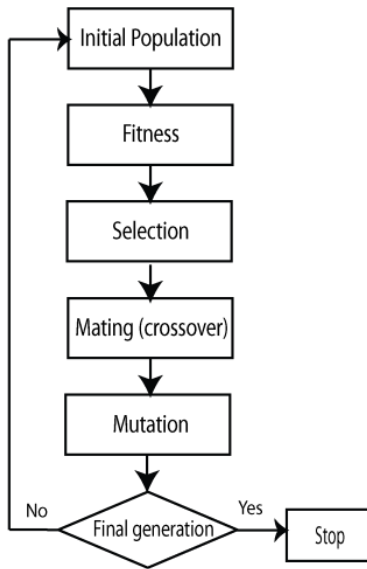 Initial Population
Fitness
Selection
Mating (crossover)
Mutation
No
Final generation
Yes
Stop